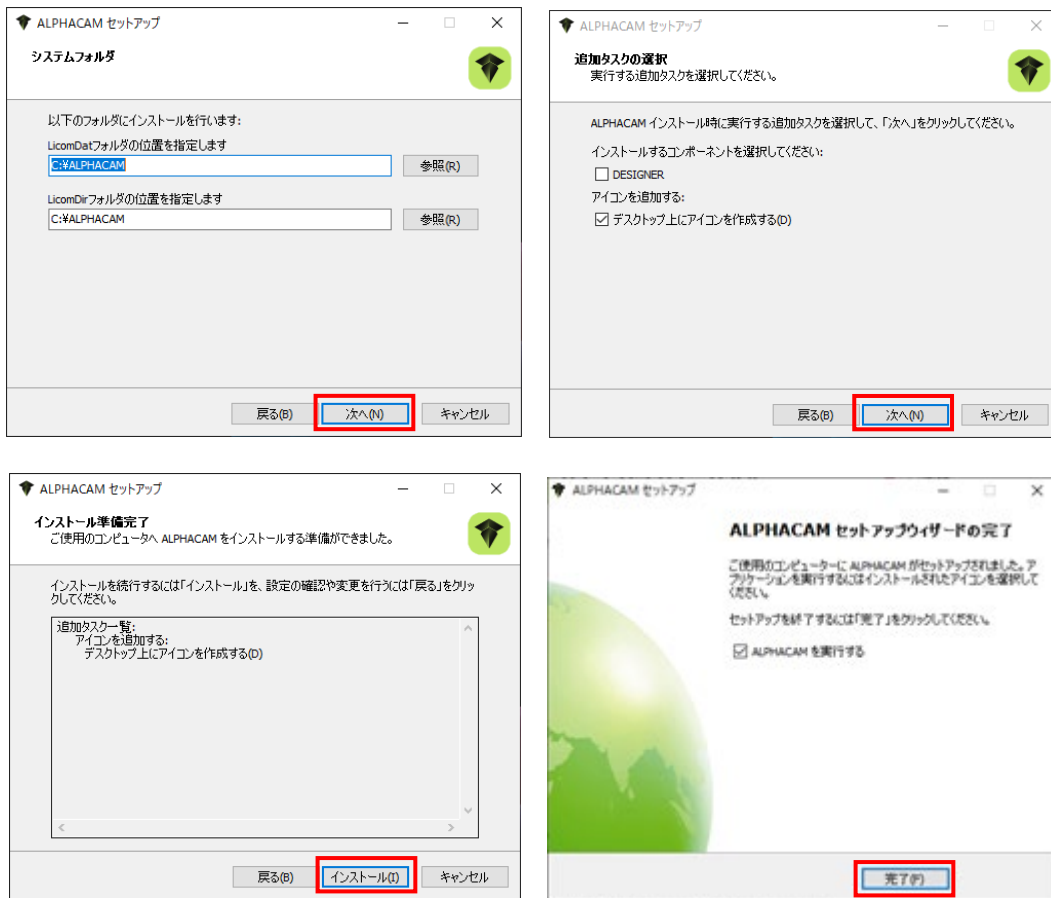 ALPHACAM セットアップ
システムフォルダ
以下のフォルダにインストールを行います:
LicomDatフォルダの位置を指定します
C:¥ALPHACAM
参照(R)
LicomDirフォルダの位置を指定します
C:¥ALPHACAM
参照(R)
戻る(B)
次へ(N)
キャンセル
ALPHACAM セットアップ
追加タスクの選択
実行する追加タスクを選択してください。
ALPHACAM インストール時に実行する追加タスクを選択して、「次へ」をクリックしてください。
インストールするコンポーネントを選択してください:
DESIGNER
アイコンを追加する:
デスクトップ上にアイコンを作成する(D)
戻る(B)
次へ(N)
キャンセル
ALPHACAM セットアップ
インストール準備完了
ご使用のコンピュータへ ALPHACAM をインストールする準備ができました。
インストールを続行するには「インストール」を、設定の確認や変更を行うには「戻る」をクリッ
クしてください。
追加タスク一覧:
アイコンを追加する:
デスクトップ上にアイコンを作成する(D)
戻る(B)
インストール(I)
キャンセル
ALPHACAM セットアップ
ALPHACAM セットアップウィザードの完了
ご使用のコンピューターに ALPHACAM がセットアップされました。ア
プリケーションを実行するにはインストールされたアイコンを選択して
ください。
セットアップを終了するには「完了」をクリックしてください。
ALPHACAM を実行する
完了(F)